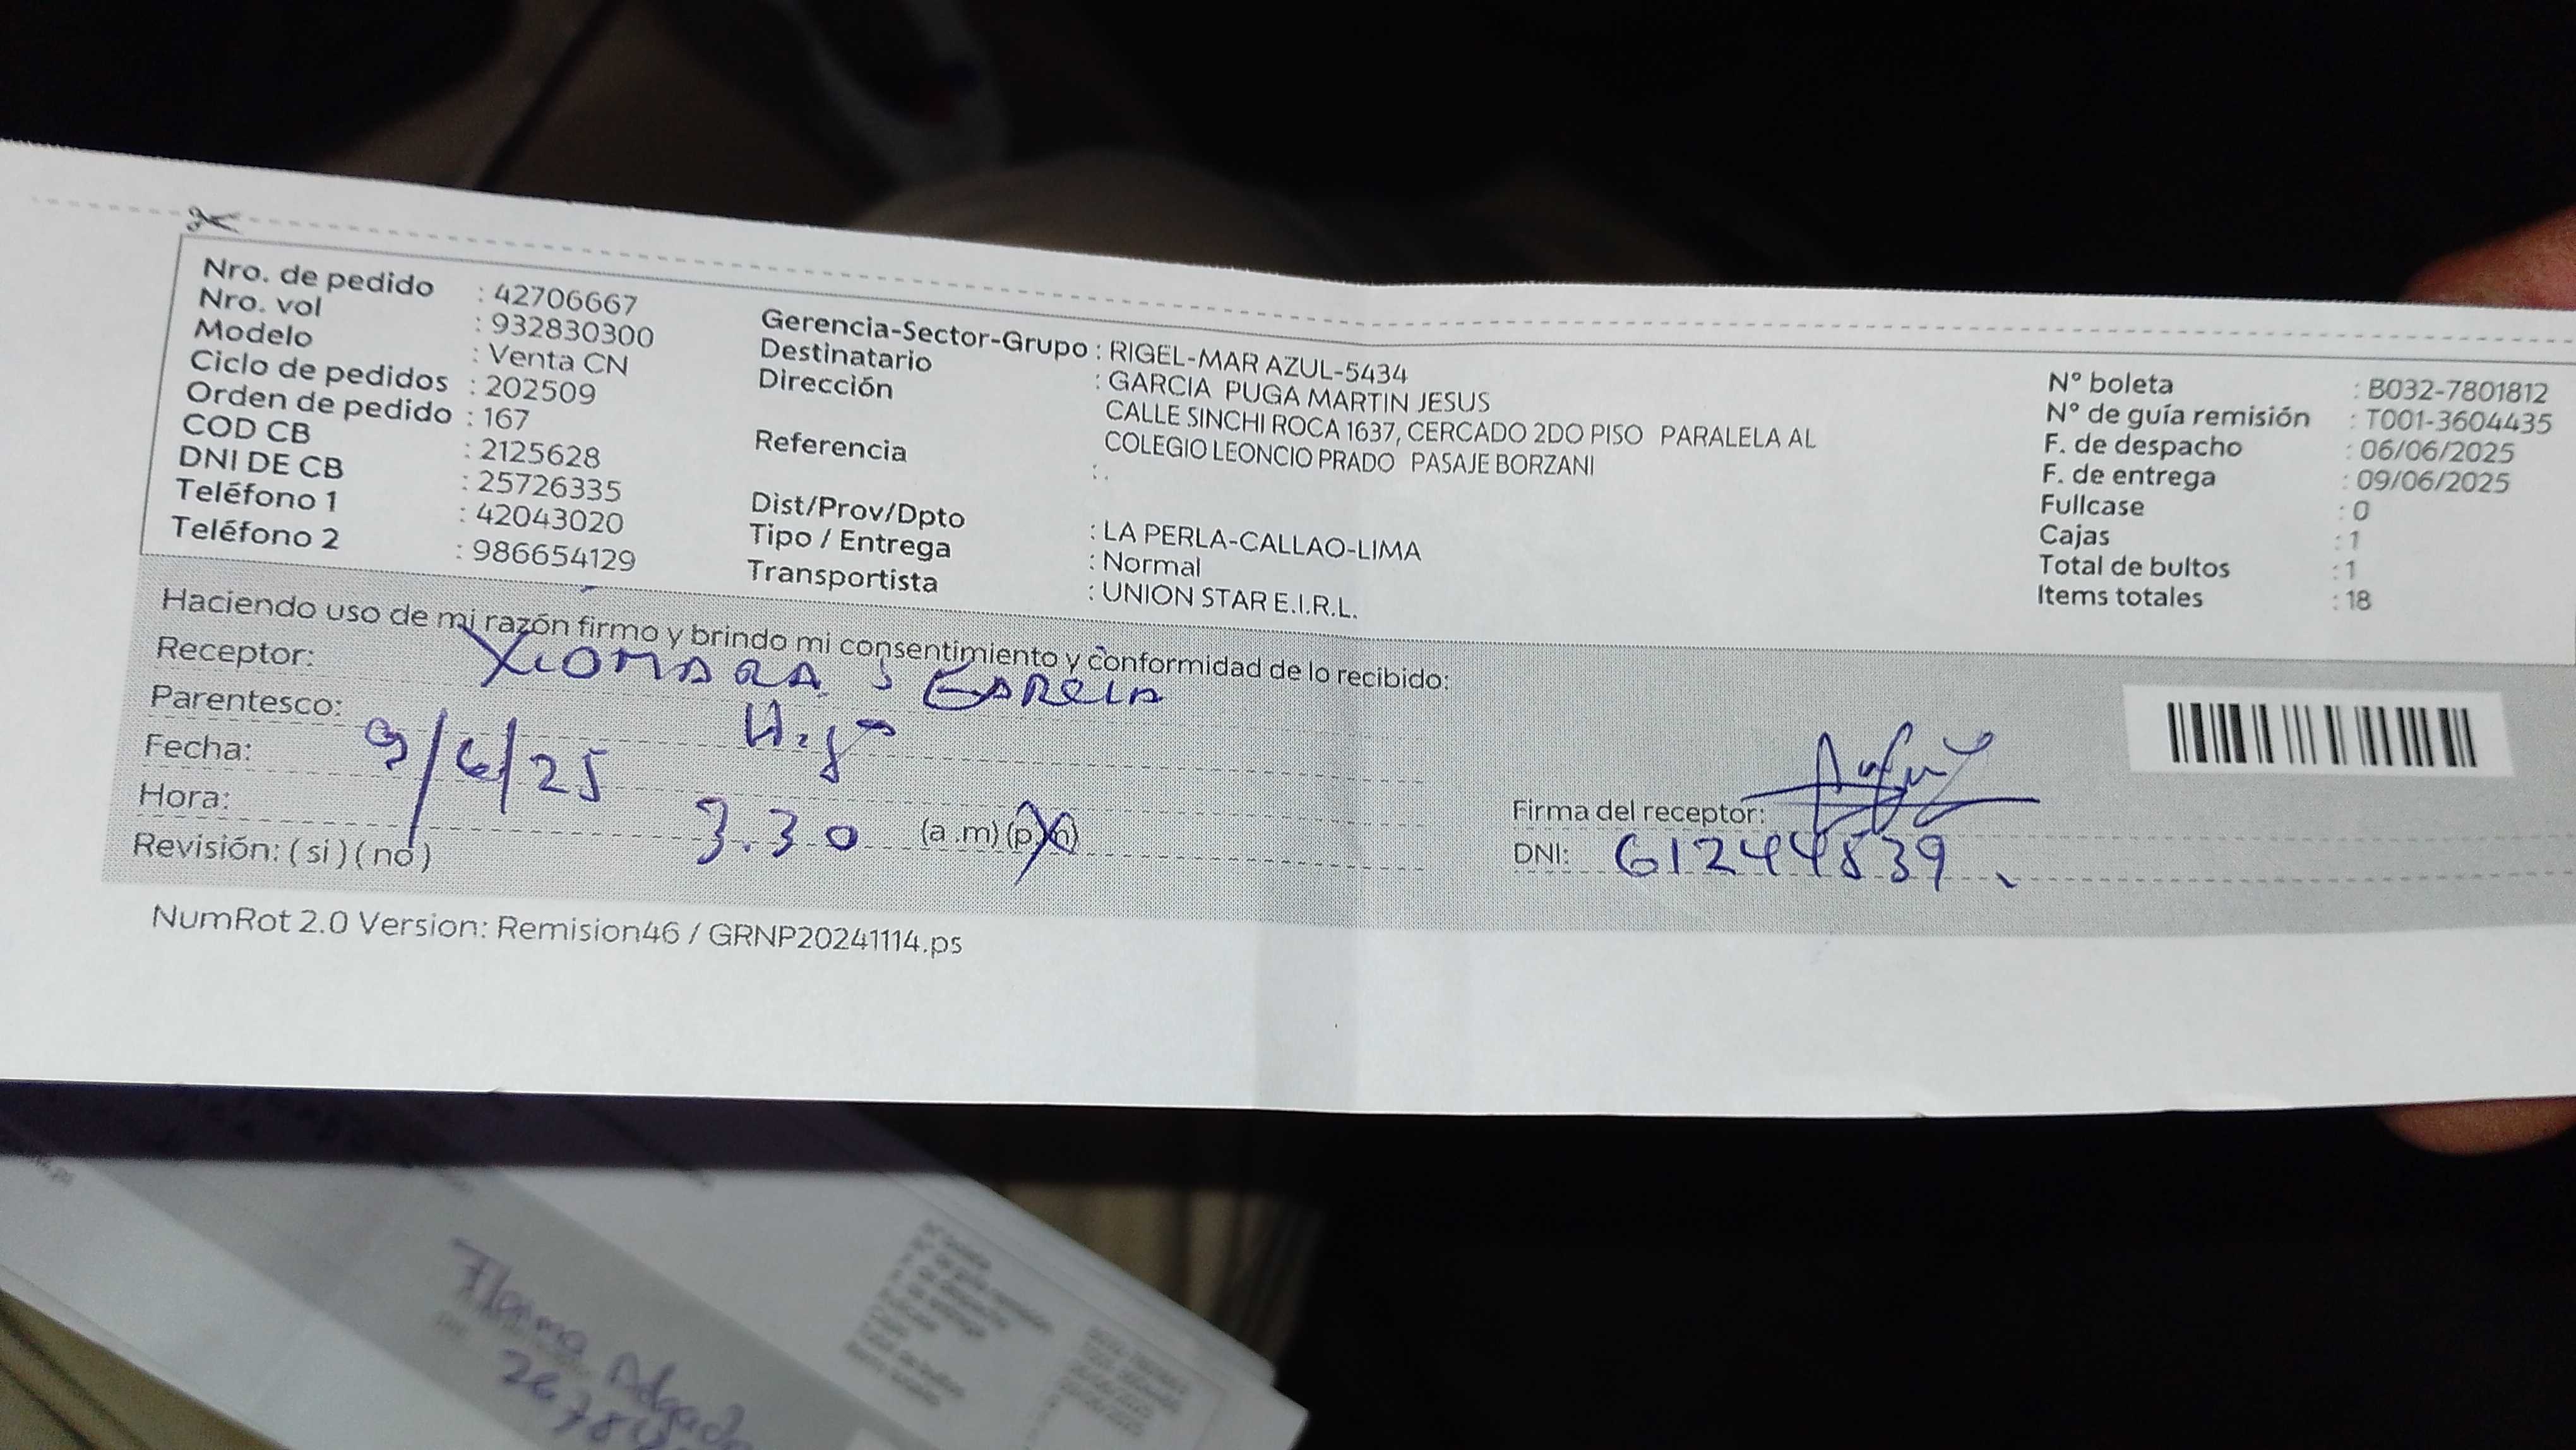 Nro. de pedido : 42706667
Nro. vol : 932830300
Modelo : Venta CN
Ciclo de pedidos : 202509
Orden de pedido : 167
COD CB : 2125628
DNI DE CB : 25726335
Teléfono 1 : 42043020
Teléfono 2 : 986654129
Gerencia-Sector-Grupo : RIGEL-MAR AZUL-5434
Destinatario : GARCIA PUGA MARTIN JESUS
Dirección CALLE SINCHI ROCA 1637, CERCADO 2DO PISO PARALELA AL
COLEGIO LEONCIO PRADO PASAJE BORZANI
Referencia : .
Dist/Prov/Dpto : LA PERLA-CALLAO-LIMA
Tipo / Entrega : Normal
Transportista : UNION STAR E.I.R.L.
N° boleta : B032-7801812
N° de guía remisión : T001-3604435
F. de despacho : 06/06/2025
F. de entrega : 09/06/2025
Fullcase : 0
Cajas : 1
Total de bultos : 1
Items totales : 18
Haciendo uso de mi razón firmo y brindo mi consentimiento y conformidad de lo recibido:
Receptor: XIOMARA GARCIA
Parentesco: Hija
Fecha: 9/6/25
Hora: 3.30 (a.m) (p.m)
Revisión: ( si ) ( no )
Firma del receptor:
DNI: 61244839
NumRot 2.0 Version: Remision46 / GRNP20241114.ps